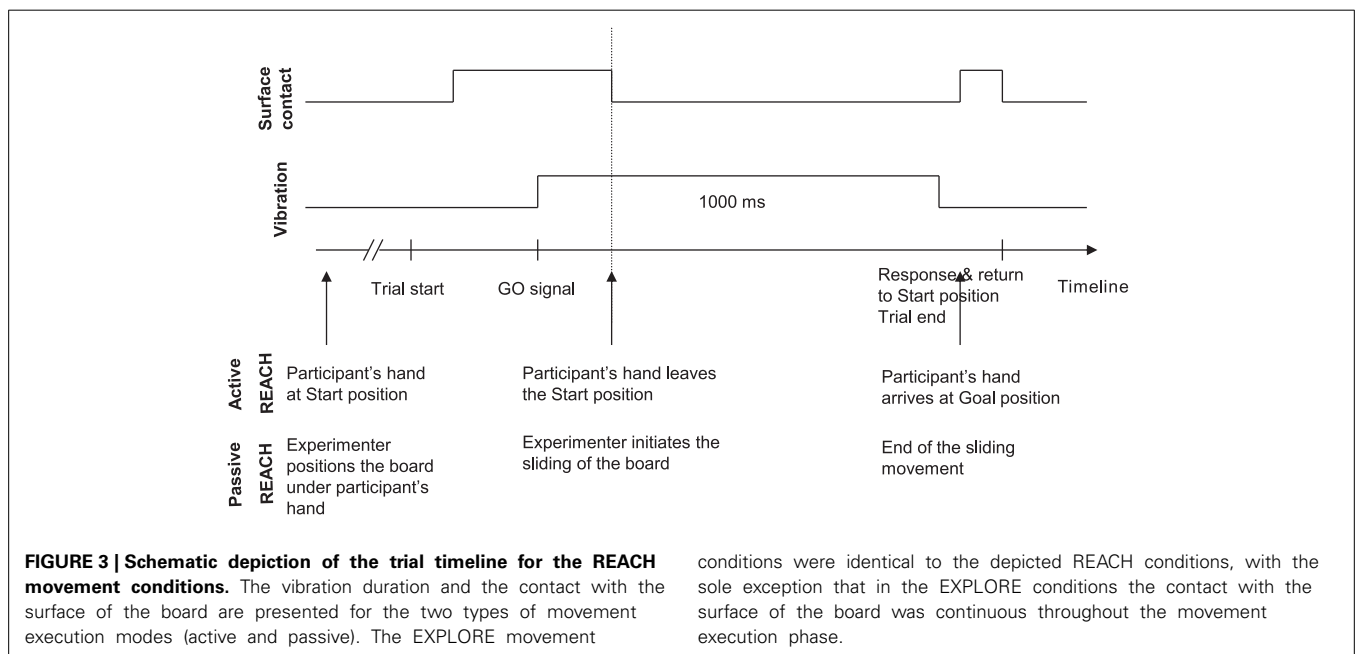 Surface
contact
Vibration
1000 ms
Trial start
GO signal
Response & return
to Start position
Trial end
Timeline
Active
REACH
Participant's hand
at Start position
Participant's hand leaves
the Start position
Participant's hand
arrives at Goal position
Passive
REACH
Experimenter
positions the board
under participant's
hand
Experimenter initiates the
sliding of the board
End of the sliding
movement
FIGURE 3 | Schematic depiction of the trial timeline for the REACH
movement conditions. The vibration duration and the contact with the
surface of the board are presented for the two types of movement
execution modes (active and passive). The EXPLORE movement
conditions were identical to the depicted REACH conditions, with the
sole exception that in the EXPLORE conditions the contact with the
surface of the board was continuous throughout the movement
execution phase.